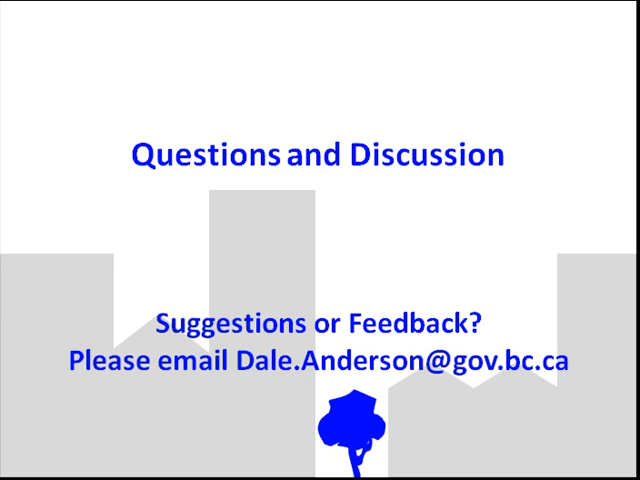 Questions and Discussion
Suggestions or Feedback?
Please email Dale.Anderson@gov.bc.ca